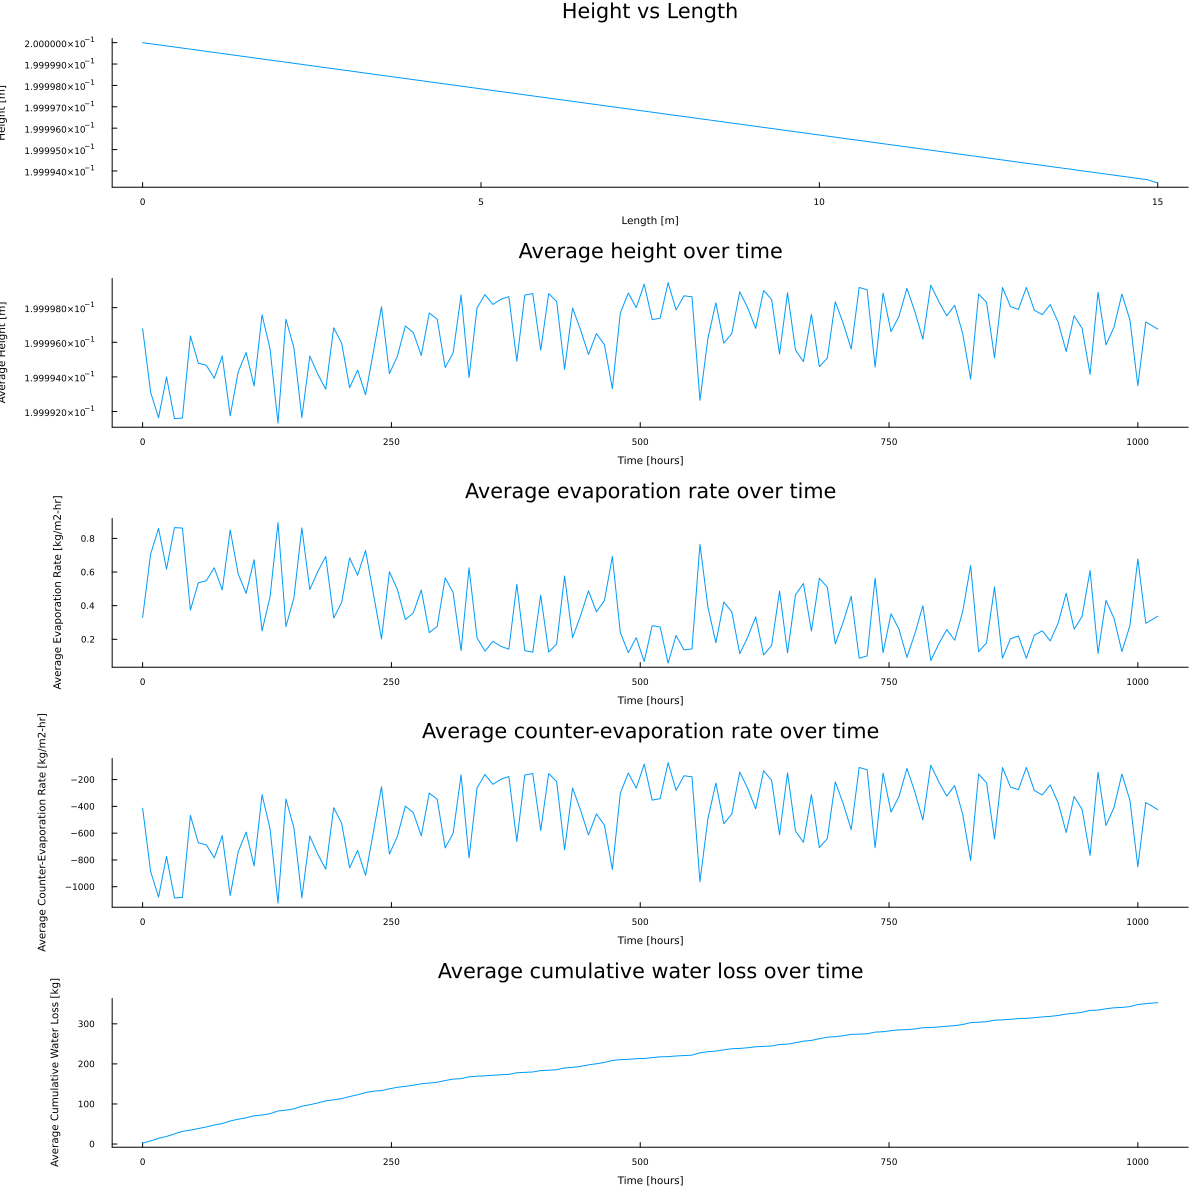 Height vs Length
Height [m]
2.000000×10⁻¹
1.999990×10⁻¹
1.999980×10⁻¹
1.999970×10⁻¹
1.999960×10⁻¹
1.999950×10⁻¹
1.999940×10⁻¹
0 5 10 15
Length [m]
Average height over time
Average Height [m]
1.999980×10⁻¹
1.999960×10⁻¹
1.999940×10⁻¹
1.999920×10⁻¹
0 250 500 750 1000
Time [hours]
Average evaporation rate over time
Average Evaporation Rate [kg/m2-hr]
0.8
0.6
0.4
0.2
0 250 500 750 1000
Time [hours]
Average counter-evaporation rate over time
Average Counter-Evaporation Rate [kg/m2-hr]
−200
−400
−600
−800
−1000
0 250 500 750 1000
Time [hours]
Average cumulative water loss over time
Average Cumulative Water Loss [kg]
300
200
100
0
0 250 500 750 1000
Time [hours]